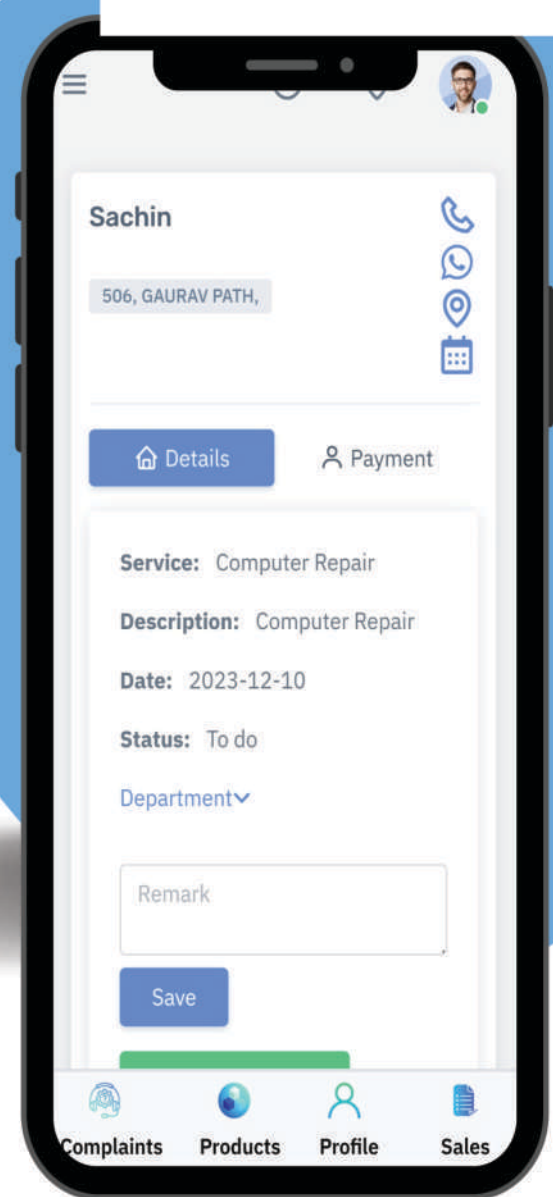 Sachin
506, GAURAV PATH,
Details
Payment
Service: Computer Repair
Description: Computer Repair
Date: 2023-12-10
Status: To do
Department
Remark
Save
Complaints Products Profile Sales